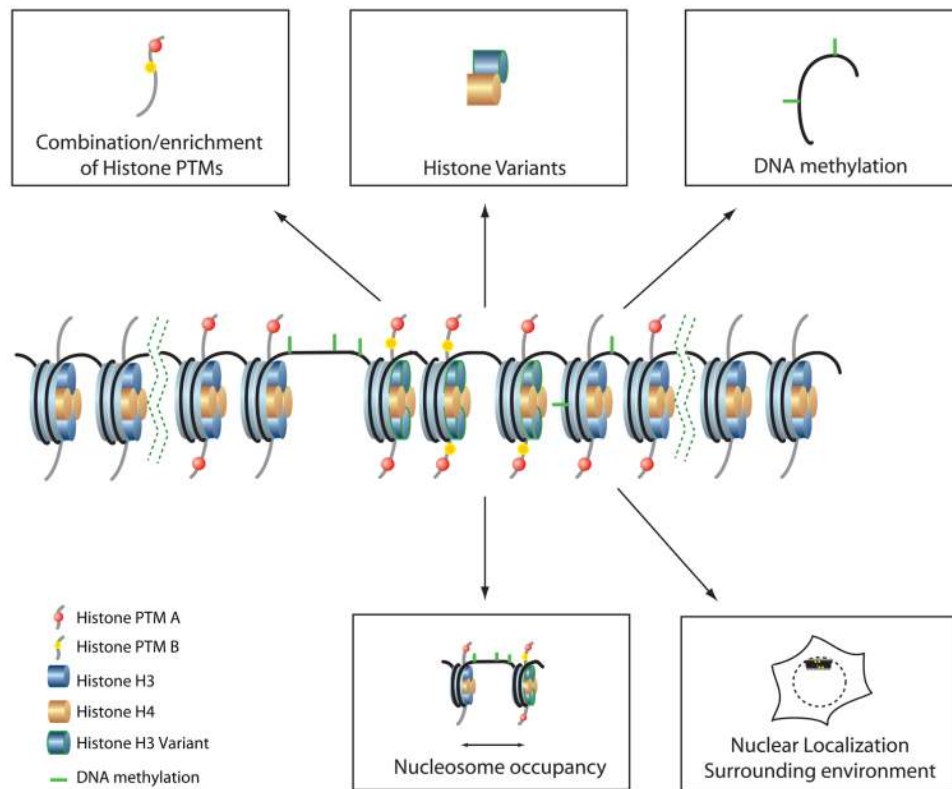 Combination/enrichment
of Histone PTMs
Histone Variants
DNA methylation
Histone PTM A
Histone PTM B
Histone H3
Histone H4
Histone H3 Variant
DNA methylation
Nucleosome occupancy
Nuclear Localization
Surrounding environment